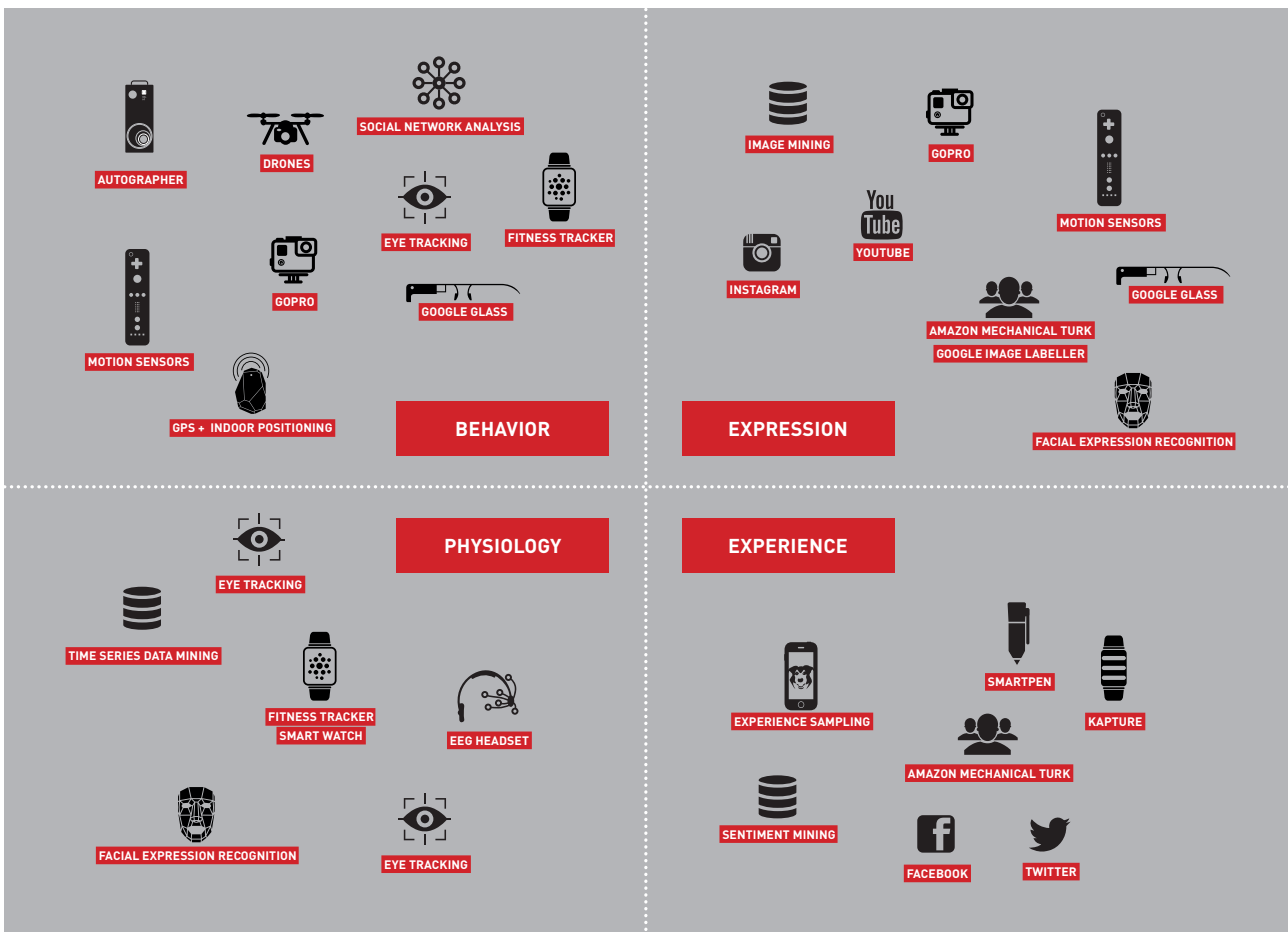 SOCIAL NETWORK ANALYSIS
DRONES
AUTOGRAPHER
EYE TRACKING
FITNESS TRACKER
GOPRO
GOOGLE GLASS
MOTION SENSORS
GPS + INDOOR POSITIONING
BEHAVIOR
IMAGE MINING
GOPRO
MOTION SENSORS
You
Tube
YOUTUBE
INSTAGRAM
GOOGLE GLASS
AMAZON MECHANICAL TURK
GOOGLE IMAGE LABELLER
FACIAL EXPRESSION RECOGNITION
EXPRESSION
PHYSIOLOGY
EYE TRACKING
TIME SERIES DATA MINING
FITNESS TRACKER
SMART WATCH
EEG HEADSET
FACIAL EXPRESSION RECOGNITION
EYE TRACKING
EXPERIENCE
SMARTPEN
EXPERIENCE SAMPLING
KAPTURE
AMAZON MECHANICAL TURK
SENTIMENT MINING
f
FACEBOOK
TWITTER